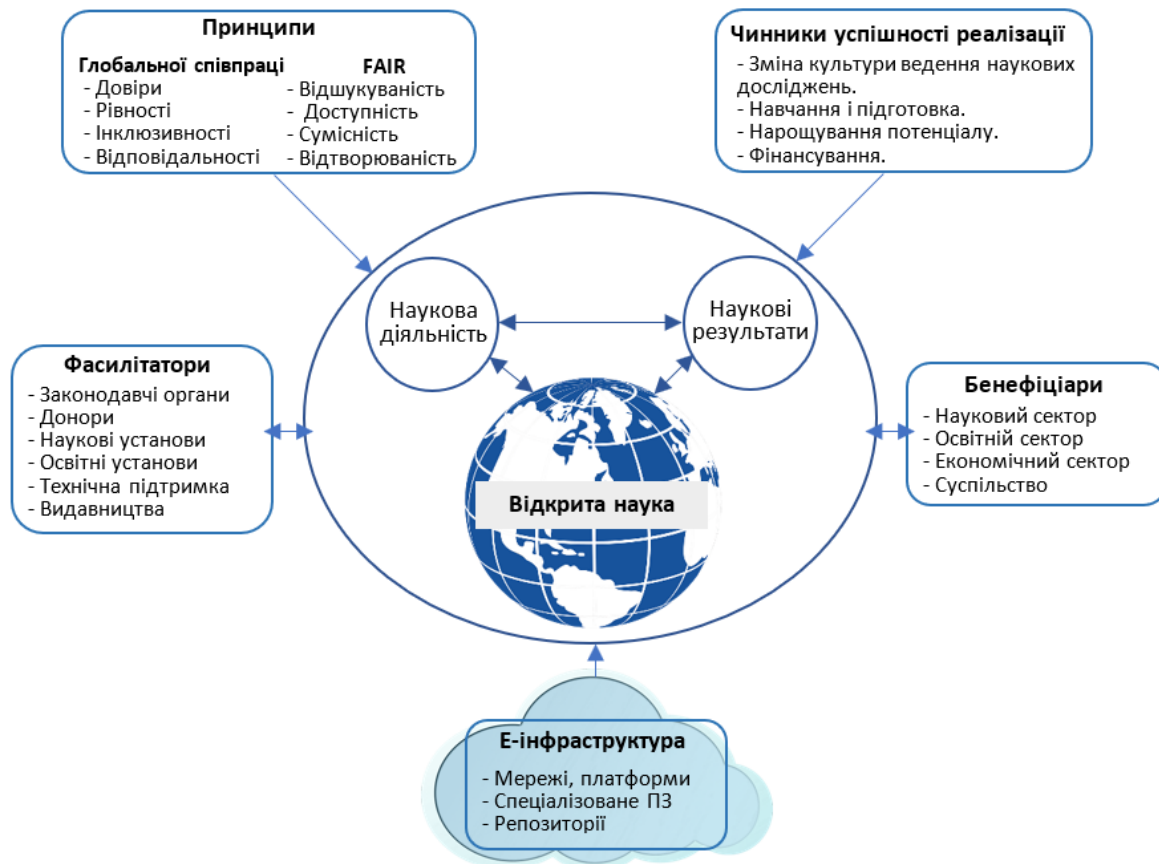 Принципи
Глобальної співпраці
- Довіри
- Рівності
- Інклюзивності
- Відповідальності
FAIR
- Відшукуваність
- Доступність
- Сумісність
- Відтворюваність
Чинники успішності реалізації
- Зміна культури ведення наукових
досліджень.
- Навчання і підготовка.
- Нарощування потенціалу.
- Фінансування.
Наукова
діяльність
Наукові
результати
Фасилітатори
- Законодавчі органи
- Донори
- Наукові установи
- Освітні установи
- Технічна підтримка
- Видавництва
Відкрита наука
Бенефіціари
- Науковий сектор
- Освітній сектор
- Економічний сектор
- Суспільство
Е-інфраструктура
- Мережі, платформи
- Спеціалізоване ПЗ
- Репозиторії